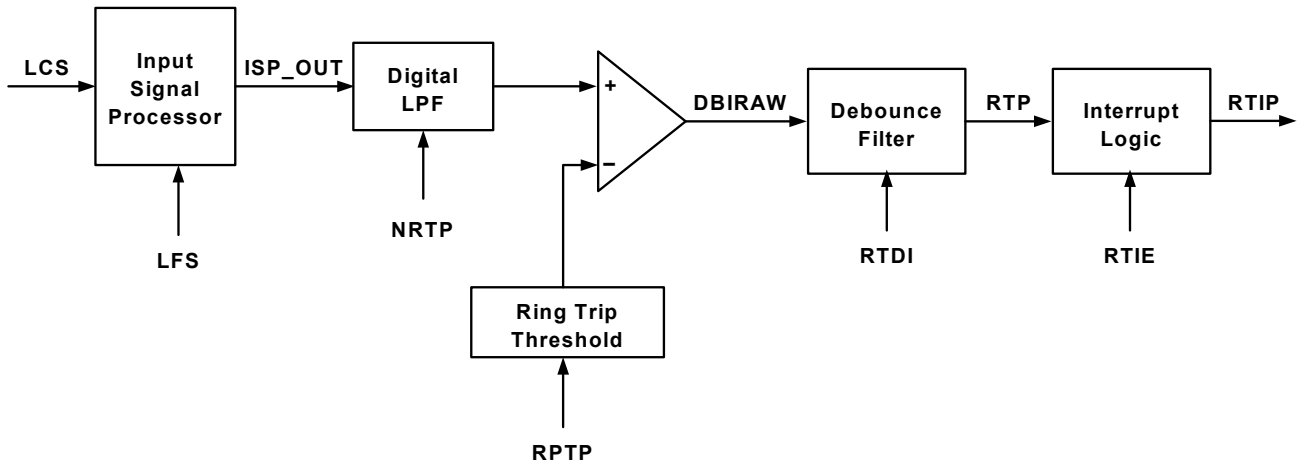 LCS
Input
Signal
Processor
ISP_OUT
LFS
Digital
LPF
NRTP
+
–
Ring Trip
Threshold
RPTP
DBIRAW
Debounce
Filter
RTDI
RTP
Interrupt
Logic
RTIE
RTIP